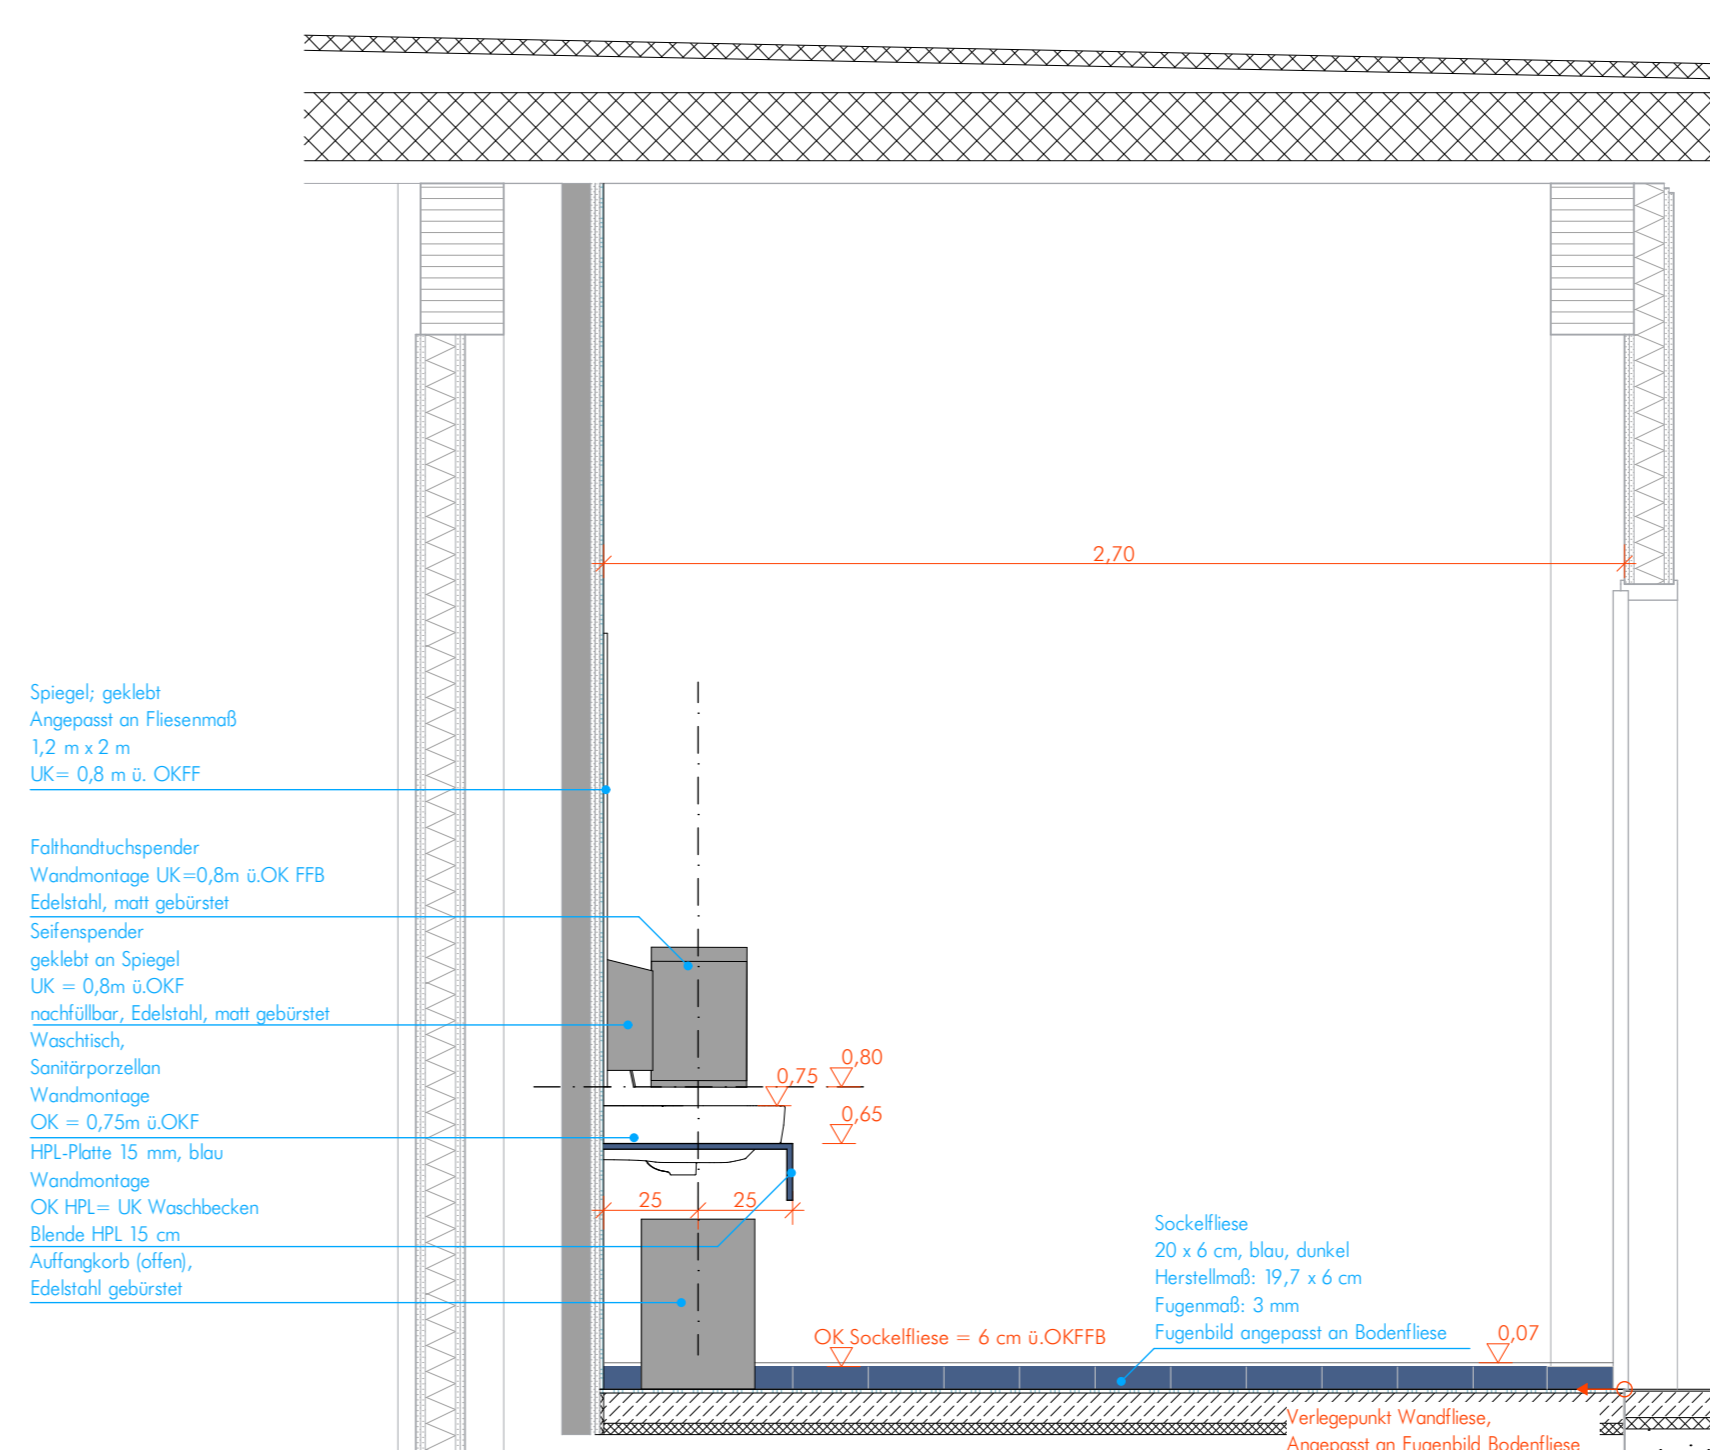 2,70
Spiegel; geklebt
Angepasst an Fliesenmaß
1,2 m x 2 m
UK= 0,8 m ü. OKFF
Falthandtuchspender
Wandmontage UK=0,8m ü.OK FFB
Edelstahl, matt gebürstet
Seifenspender
geklebt an Spiegel
UK = 0,8m ü.OKF
nachfüllbar, Edelstahl, matt gebürstet
Waschtisch,
Sanitärporzellan
Wandmontage
OK = 0,75m ü.OKF
HPL-Platte 15 mm, blau
Wandmontage
OK HPL= UK Waschbecken
Blende HPL 15 cm
Auffangkorb (offen),
Edelstahl gebürstet
0,80
0,75
0,65
25 25
Sockelfliese
20 x 6 cm, blau, dunkel
Herstellmaß: 19,7 x 6 cm
Fugenmaß: 3 mm
Fugenbild angepasst an Bodenfliese
OK Sockelfliese = 6 cm ü.OKFFB
0,07
Verlegepunkt Wandfliese,
Angepasst an Fugenbild Bodenfliese